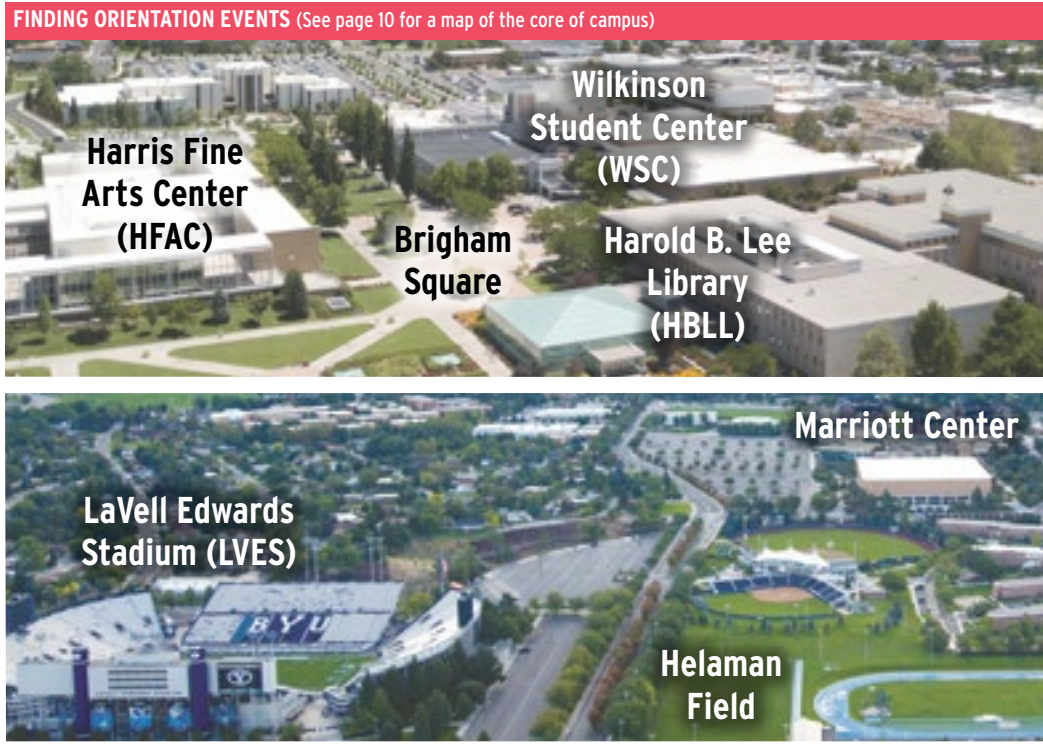 FINDING ORIENTATION EVENTS (See page 10 for a map of the core of campus)
Wilkinson
Student Center
(WSC)
Harris Fine
Arts Center
(HFAC)
Brigham
Square
Harold B. Lee
Library
(HBLL)
Marriott Center
LaVell Edwards
Stadium (LVES)
BYU
Y
Helaman
Field